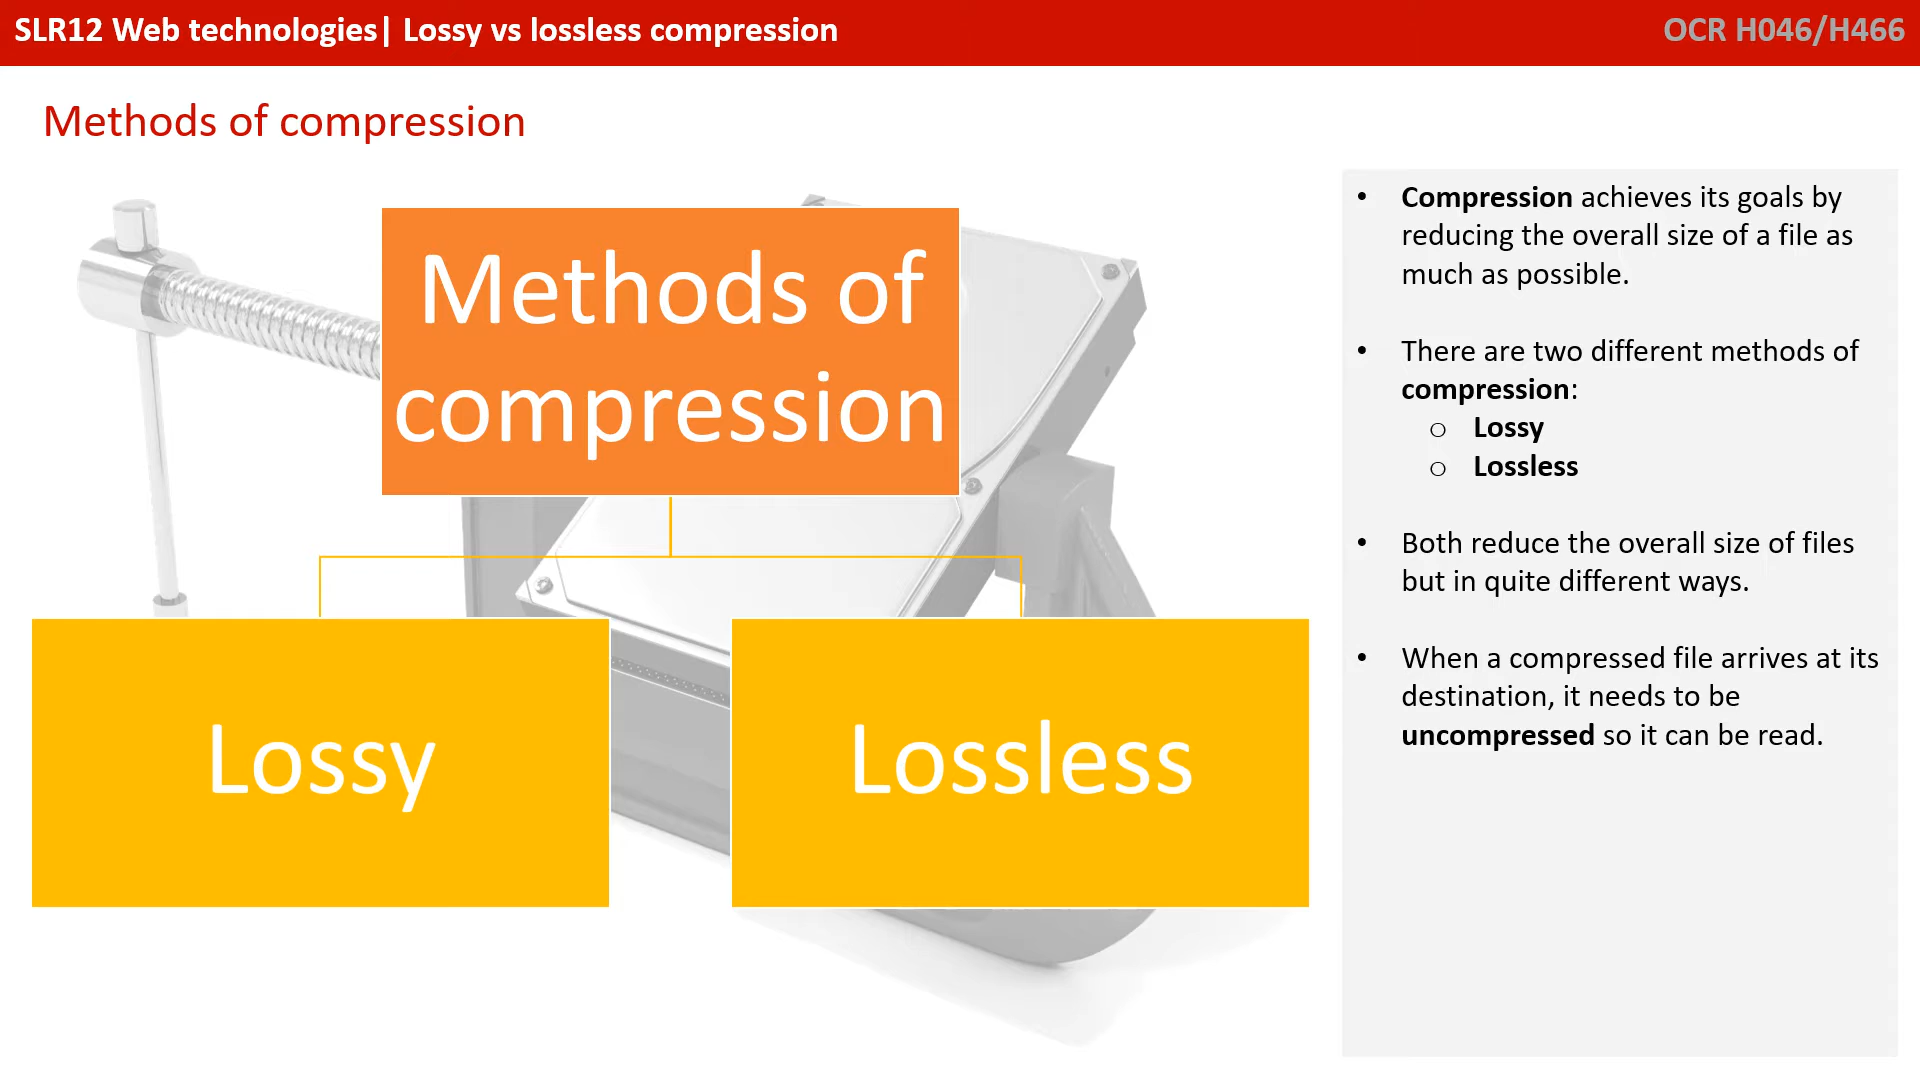 SLR12 Web technologies| Lossy vs lossless compression
OCR H046/H466
Methods of compression
Methods of
compression
Lossy
Lossless
• Compression achieves its goals by
reducing the overall size of a file as
much as possible.
• There are two different methods of
compression:
o Lossy
o Lossless
• Both reduce the overall size of files
but in quite different ways.
• When a compressed file arrives at its
destination, it needs to be
uncompressed so it can be read.